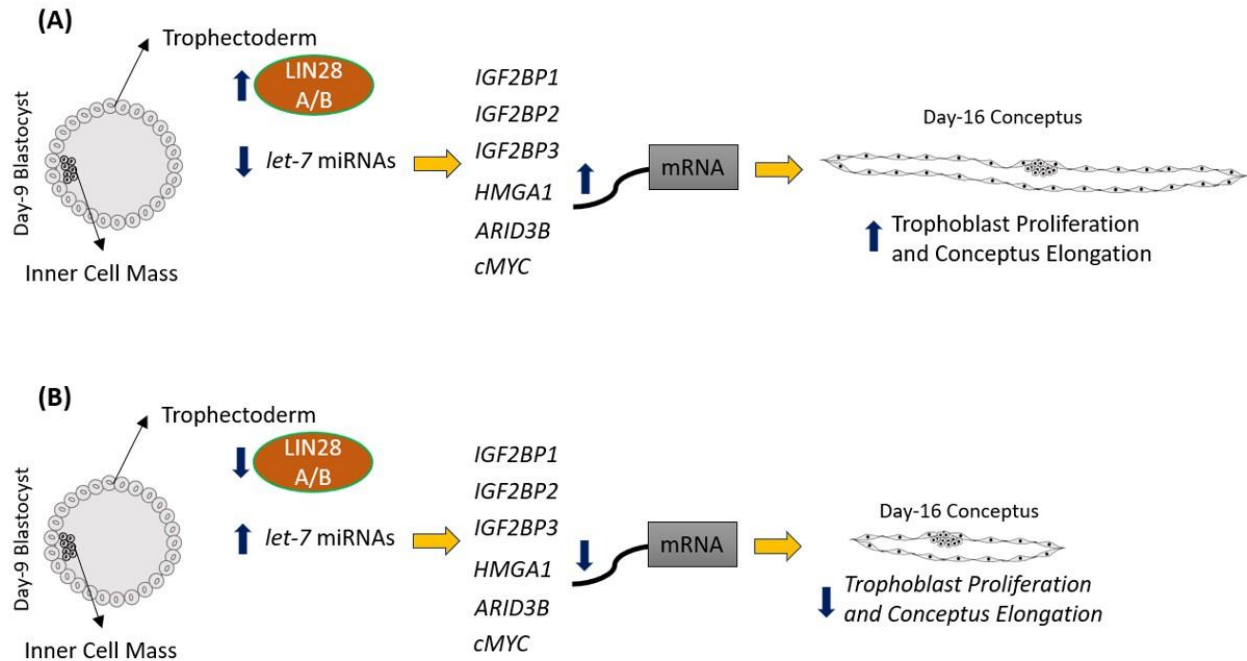 (A)
Trophectoderm
Day-9 Blastocyst
Inner Cell Mass
LIN28
A/B
let-7 miRNAs
IGF2BP1
IGF2BP2
IGF2BP3
HMGA1
ARID3B
cMYC
mRNA
Day-16 Conceptus
Trophoblast Proliferation
and Conceptus Elongation
(B)
Trophectoderm
Day-9 Blastocyst
Inner Cell Mass
LIN28
A/B
let-7 miRNAs
IGF2BP1
IGF2BP2
IGF2BP3
HMGA1
ARID3B
cMYC
mRNA
Day-16 Conceptus
Trophoblast Proliferation
and Conceptus Elongation